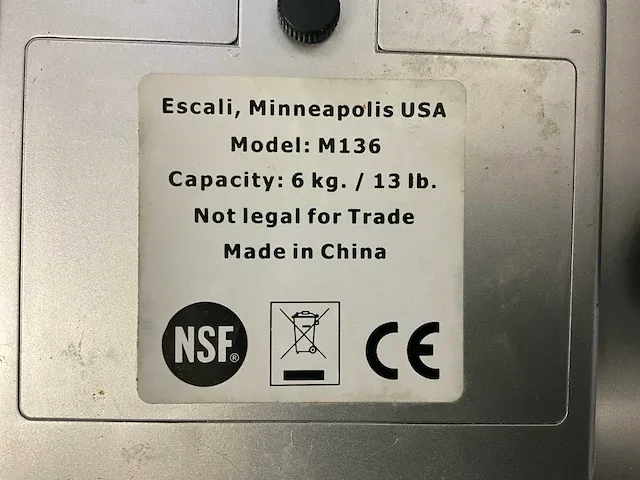 Escali, Minneapolis USA
Model: M136
Capacity: 6 kg. / 13 lb.
Not legal for Trade
Made in China
NSF® CE